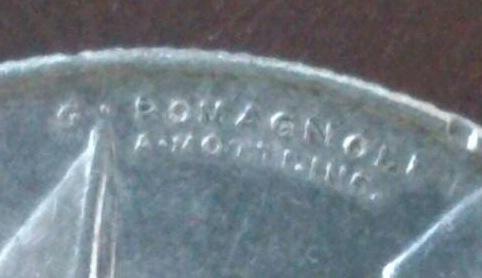 G. ROMAGNOLI
A. MOTTI. INC.